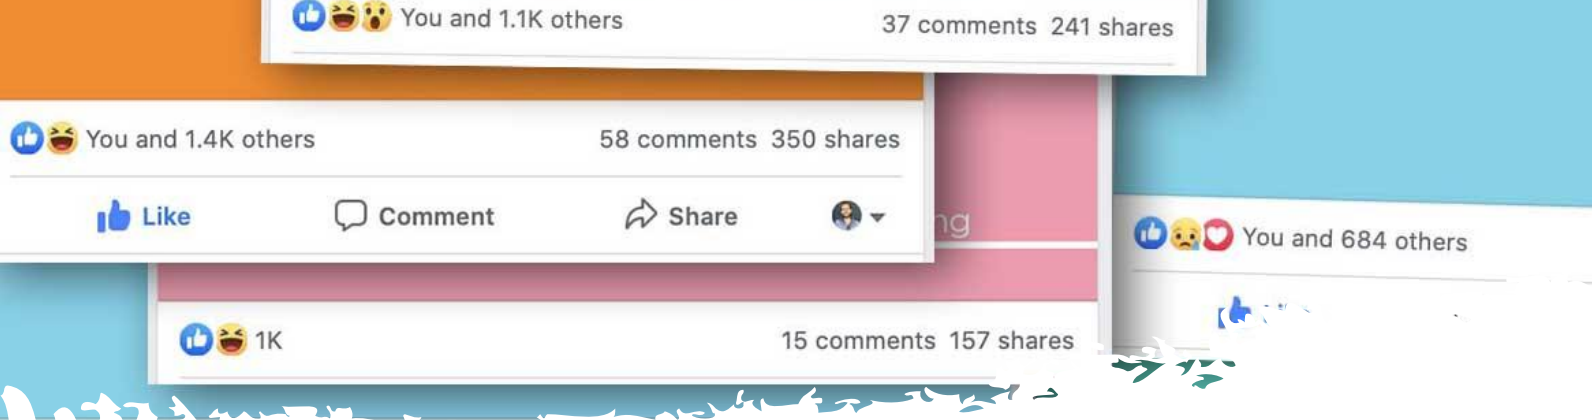 You and 1.1K others 37 comments 241 shares
You and 1.4K others 58 comments 350 shares
Like Comment Share
ng
You and 684 others
1K 15 comments 157 shares